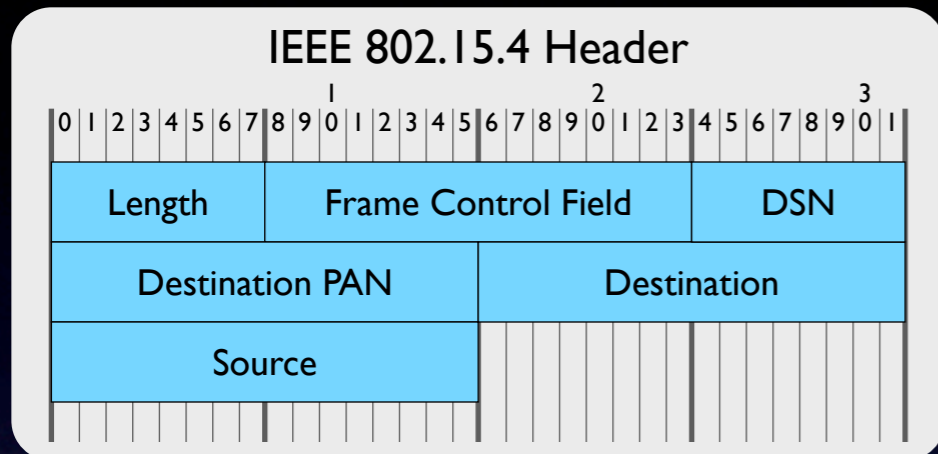 IEEE 802.15.4 Header
1 2 3
0 1 2 3 4 5 6 7 8 9 0 1 2 3 4 5 6 7 8 9 0 1 2 3 4 5 6 7 8 9 0 1
Length Frame Control Field DSN
Destination PAN Destination
Source